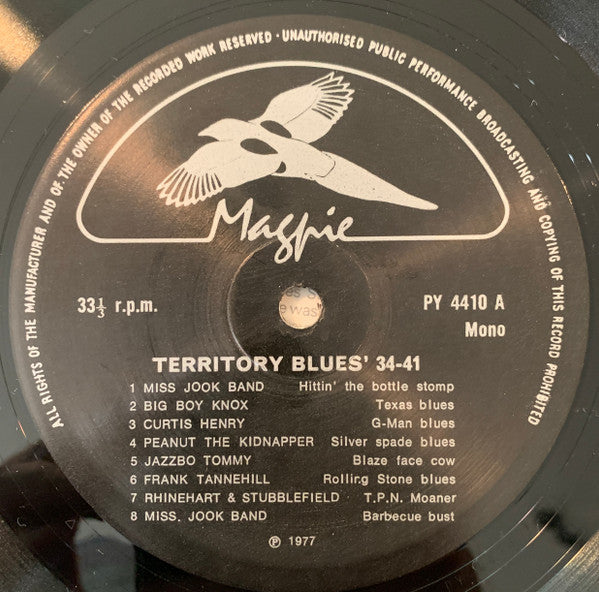 ALL RIGHTS OF THE MANUFACTURER AND OF THE OWNER OF THE RECORDED WORK RESERVED · UNAUTHORISED PUBLIC PERFORMANCE BROADCASTING AND COPYING OF THIS RECORD PROHIBITED
Magpie
33⅓ r.p.m.
PY 4410 A
Mono
TERRITORY BLUES' 34-41
1 MISS JOOK BAND Hittin' the bottle stomp
2 BIG BOY KNOX Texas blues
3 CURTIS HENRY G-Man blues
4 PEANUT THE KIDNAPPER Silver spade blues
5 JAZZBO TOMMY Blaze face cow
6 FRANK TANNEHILL Rolling Stone blues
7 RHINEHART & STUBBLEFIELD T.P.N. Moaner
8 MISS. JOOK BAND Barbecue bust
℗ 1977